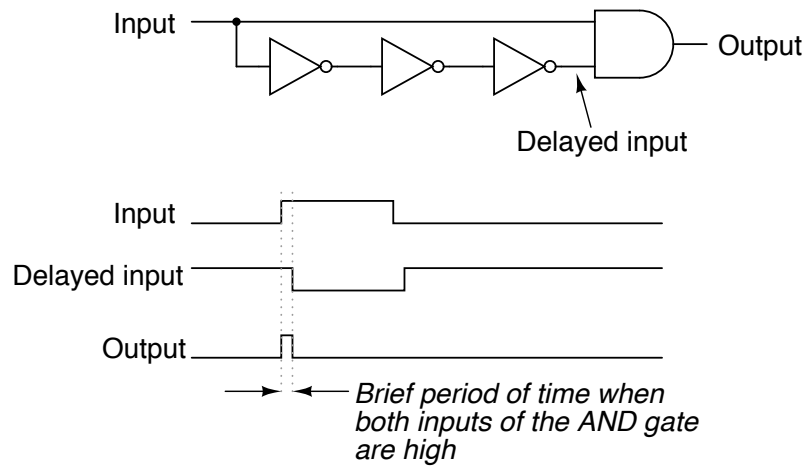 Input
Output
Delayed input
Input
Delayed input
Output
Brief period of time when
both inputs of the AND gate
are high